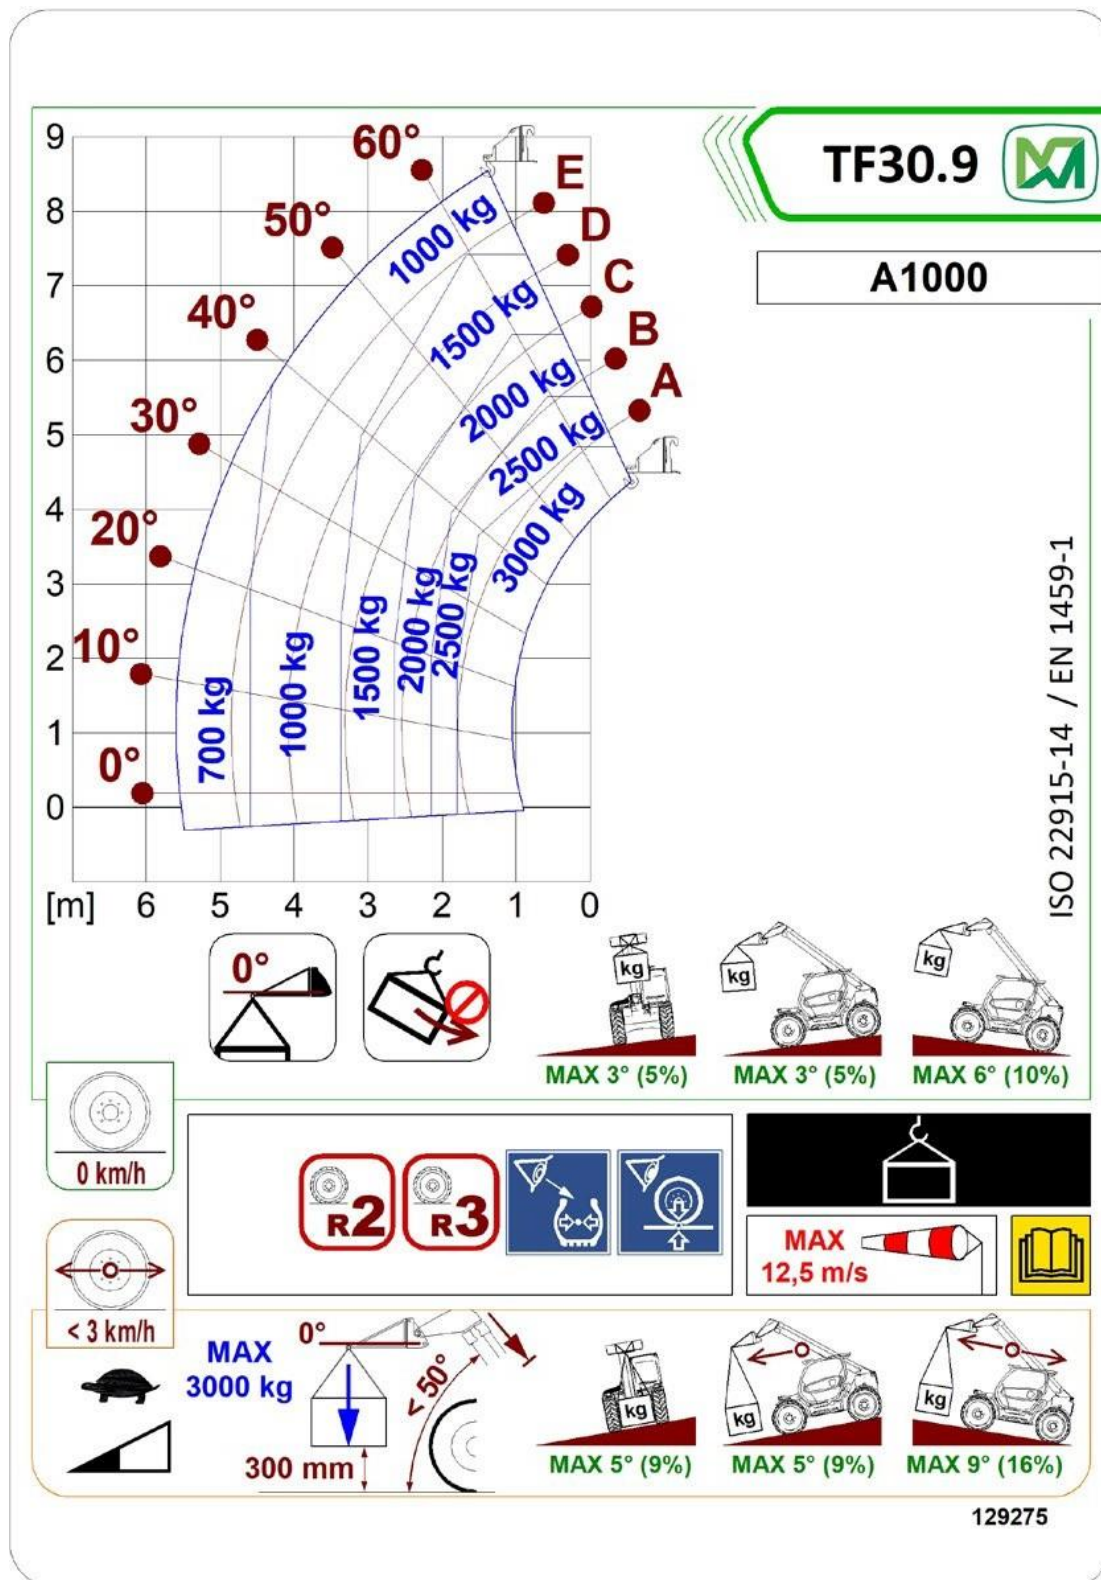 TF30.9
A1000
9
8
7
6
5
4
3
2
1
0
[m] 6 5 4 3 2 1 0
60°
50°
40°
30°
20°
10°
0°
E
D
C
B
A
1000 kg
1500 kg
2000 kg
2500 kg
3000 kg
700 kg
1000 kg
1500 kg
2000 kg
2500 kg
ISO 22915-14 / EN 1459-1
0°
kg
kg
kg
MAX 3° (5%)
MAX 3° (5%)
MAX 6° (10%)
0 km/h
R2
R3
MAX
12,5 m/s
< 3 km/h
MAX
3000 kg
0°
< 50°
300 mm
kg
kg
kg
MAX 5° (9%)
MAX 5° (9%)
MAX 9° (16%)
129275